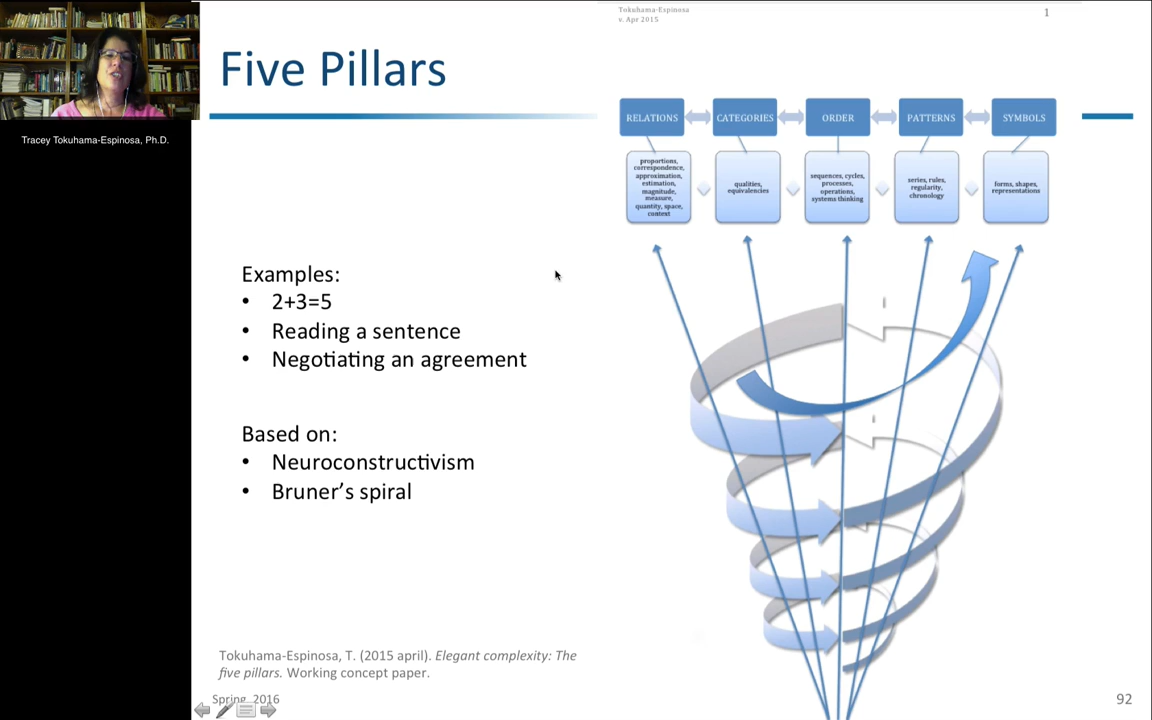 Tokuhama-Espinosa
v. Apr 2015
1
Five Pillars
Tracey Tokuhama-Espinosa, Ph.D.
RELATIONS
CATEGORIES
ORDER
PATTERNS
SYMBOLS
proportions,
correspondence,
approximation,
estimation,
magnitude,
measure,
quantity, space,
context
qualities,
equivalencies
sequences, cycles,
processes,
operations,
systems thinking
series, rules,
regularity,
chronology
forms, shapes,
representations
Examples:
• 2+3=5
• Reading a sentence
• Negotiating an agreement
Based on:
• Neuroconstructivism
• Bruner’s spiral
Tokuhama-Espinosa, T. (2015 april). Elegant complexity: The
five pillars. Working concept paper.
Spring 2016
92